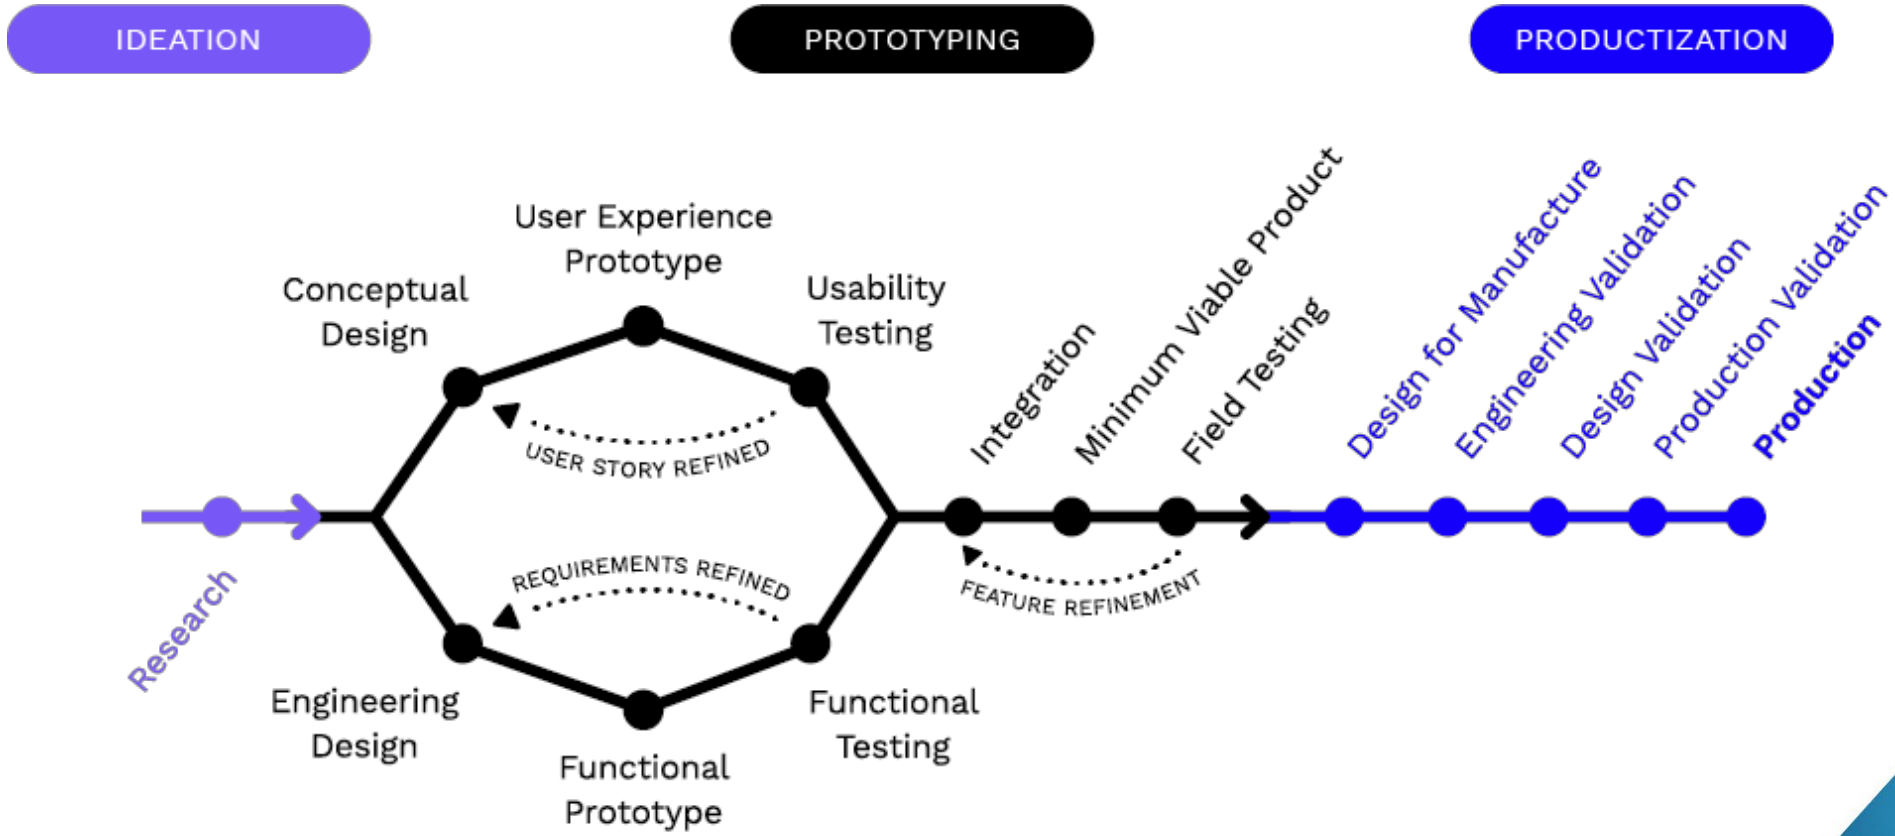 IDEATION
PROTOTYPING
PRODUCTIZATION
User Experience
Prototype
Conceptual
Design
Usability
Testing
USER STORY REFINED
Research
REQUIREMENTS REFINED
Engineering
Design
Functional
Prototype
Functional
Testing
Integration
Minimum Viable Product
Field Testing
FEATURE REFINEMENT
Design for Manufacture
Engineering Validation
Design Validation
Production Validation
Production